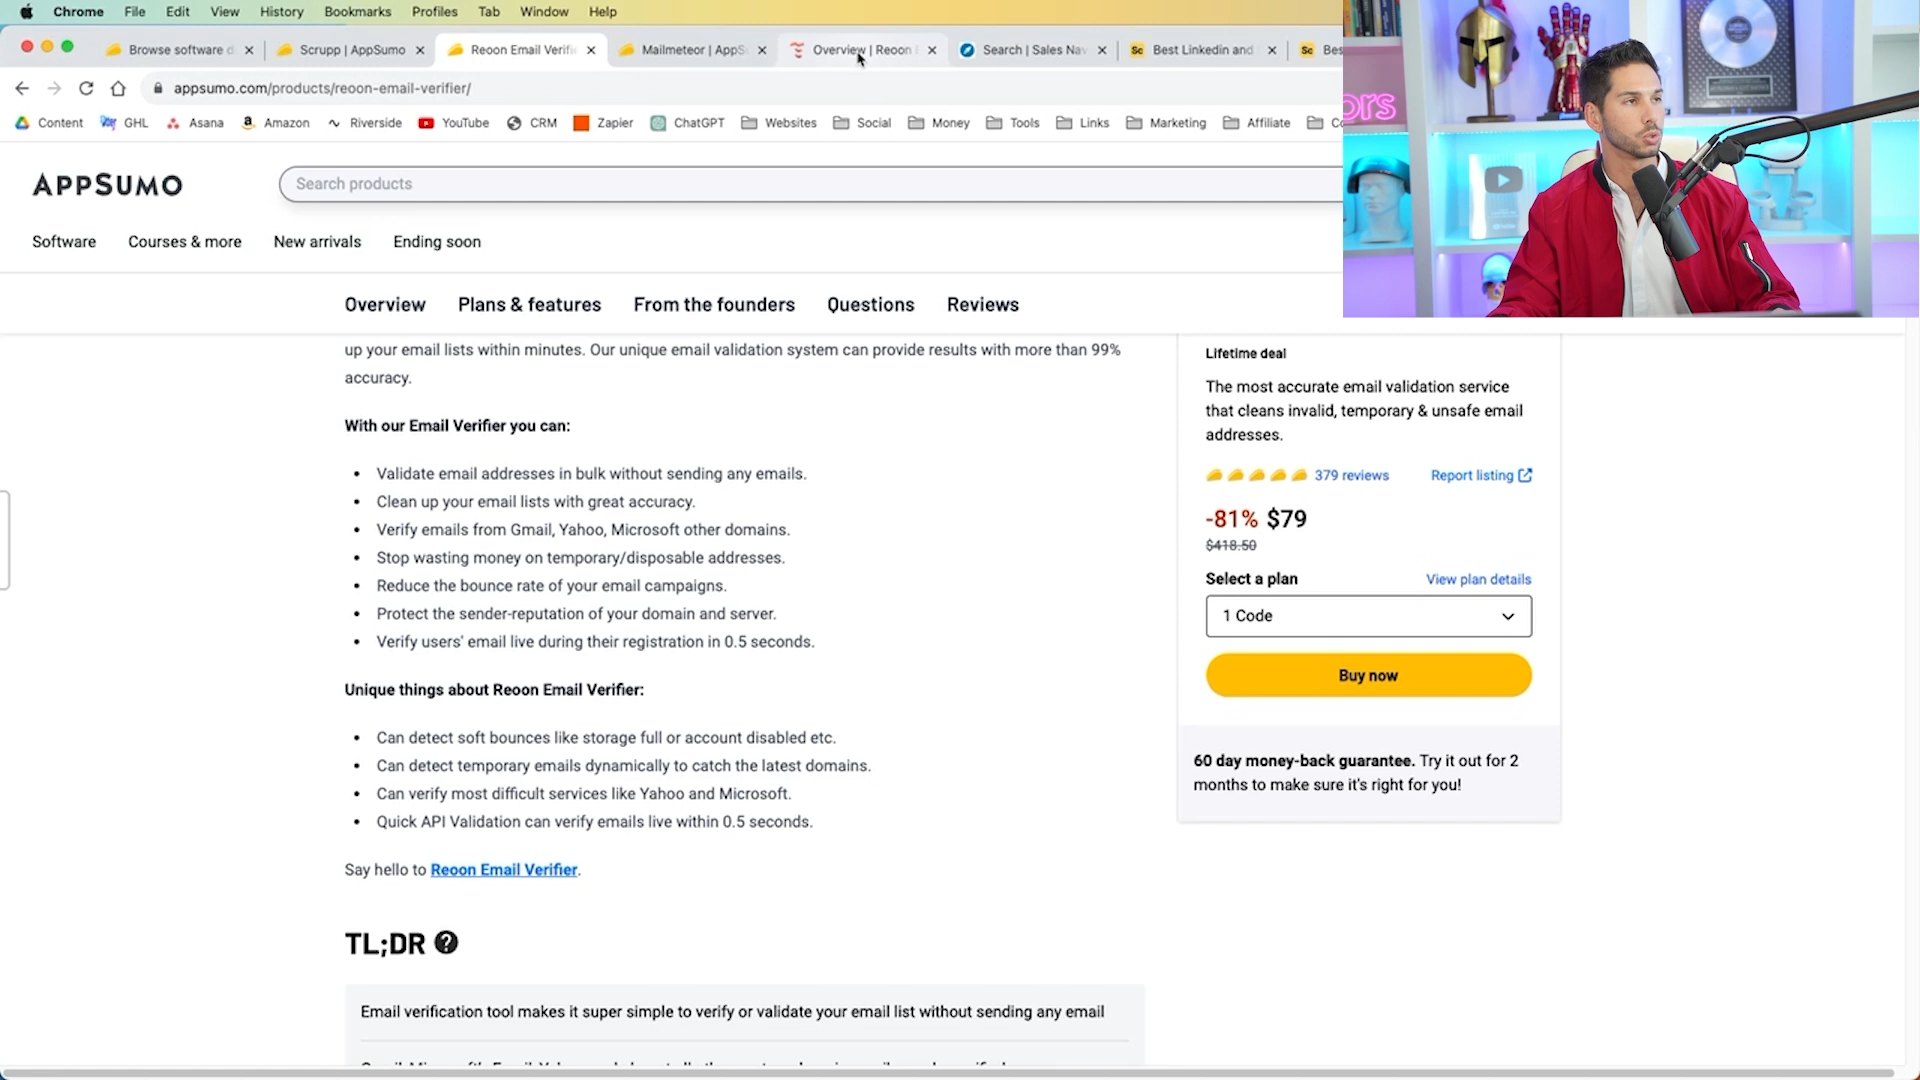 Chrome File Edit View History Bookmarks Profiles Tab Window Help
Browse software d Scrupp | AppSumo Reoon Email Verifi Mailmeteor | AppS Overview | Reoon Search | Sales Nav Sc Best Linkedin and Sc Bes
appsumo.com/products/reoon-email-verifier/
Content GHL Asana Amazon Riverside YouTube CRM Zapier ChatGPT Websites Social Money Tools Links Marketing Affiliate
ors
APPSUMO
Search products
Software Courses & more New arrivals Ending soon
Overview Plans & features From the founders Questions Reviews
up your email lists within minutes. Our unique email validation system can provide results with more than 99%
accuracy.
With our Email Verifier you can:
• Validate email addresses in bulk without sending any emails.
• Clean up your email lists with great accuracy.
• Verify emails from Gmail, Yahoo, Microsoft other domains.
• Stop wasting money on temporary/disposable addresses.
• Reduce the bounce rate of your email campaigns.
• Protect the sender-reputation of your domain and server.
• Verify users' email live during their registration in 0.5 seconds.
Unique things about Reoon Email Verifier:
• Can detect soft bounces like storage full or account disabled etc.
• Can detect temporary emails dynamically to catch the latest domains.
• Can verify most difficult services like Yahoo and Microsoft.
• Quick API Validation can verify emails live within 0.5 seconds.
Say hello to Reoon Email Verifier.
TL;DR ?
Email verification tool makes it super simple to verify or validate your email list without sending any email
Lifetime deal
The most accurate email validation service
that cleans invalid, temporary & unsafe email
addresses.
379 reviews Report listing
-81% $79
$418.50
Select a plan View plan details
1 Code
Buy now
60 day money-back guarantee. Try it out for 2
months to make sure it's right for you!